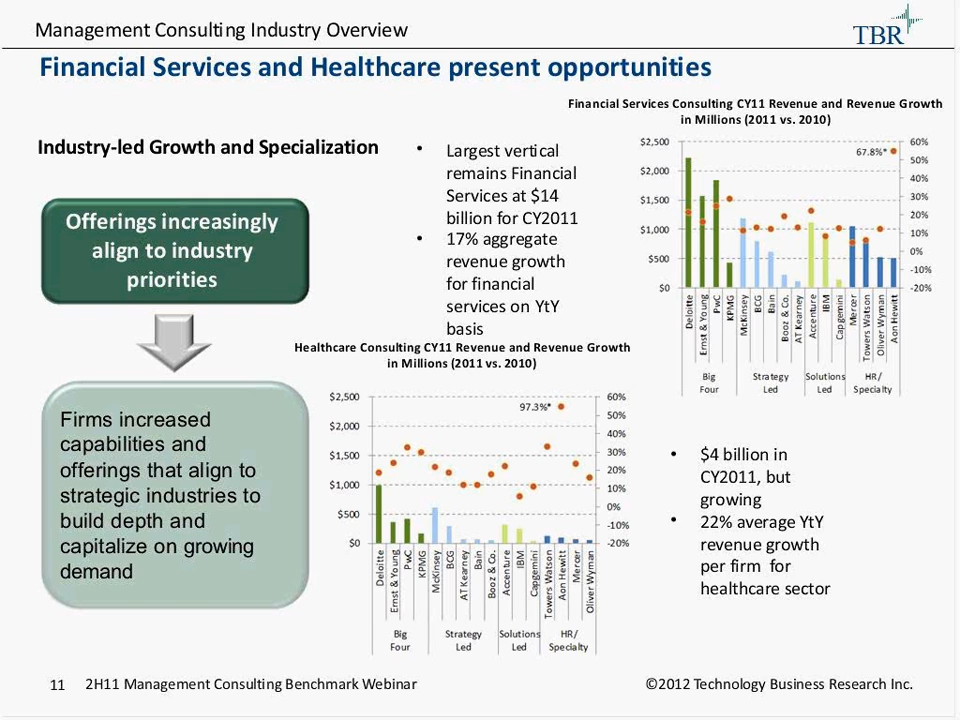 Management Consulting Industry Overview
TBR
Financial Services and Healthcare present opportunities
Industry-led Growth and Specialization
Offerings increasingly
align to industry
priorities
Firms increased
capabilities and
offerings that align to
strategic industries to
build depth and
capitalize on growing
demand
• Largest vertical
remains Financial
Services at $14
billion for CY2011
• 17% aggregate
revenue growth
for financial
services on YtY
basis
Financial Services Consulting CY11 Revenue and Revenue Growth
in Millions (2011 vs. 2010)
$2,500
$2,000
$1,500
$1,000
$500
$0
67.8%*
60%
50%
40%
30%
20%
10%
0%
-10%
-20%
Deloitte
Ernst & Young
PwC
KPMG
McKinsey
BCG
Bain
Booz & Co.
AT Kearney
Accenture
IBM
Capgemini
Mercer
Towers Watson
Oliver Wyman
Aon Hewitt
Big
Four
Strategy
Led
Solutions
Led
HR/
Specialty
Healthcare Consulting CY11 Revenue and Revenue Growth
in Millions (2011 vs. 2010)
$2,500
$2,000
$1,500
$1,000
$500
$0
97.3%*
60%
50%
40%
30%
20%
10%
0%
-10%
-20%
Deloitte
Ernst & Young
PwC
KPMG
McKinsey
BCG
AT Kearney
Bain
Booz & Co.
Accenture
IBM
Capgemini
Towers Watson
Aon Hewitt
Mercer
Oliver Wyman
Big
Four
Strategy
Led
Solutions
Led
HR/
Specialty
• $4 billion in
CY2011, but
growing
• 22% average YtY
revenue growth
per firm for
healthcare sector
11 2H11 Management Consulting Benchmark Webinar
©2012 Technology Business Research Inc.